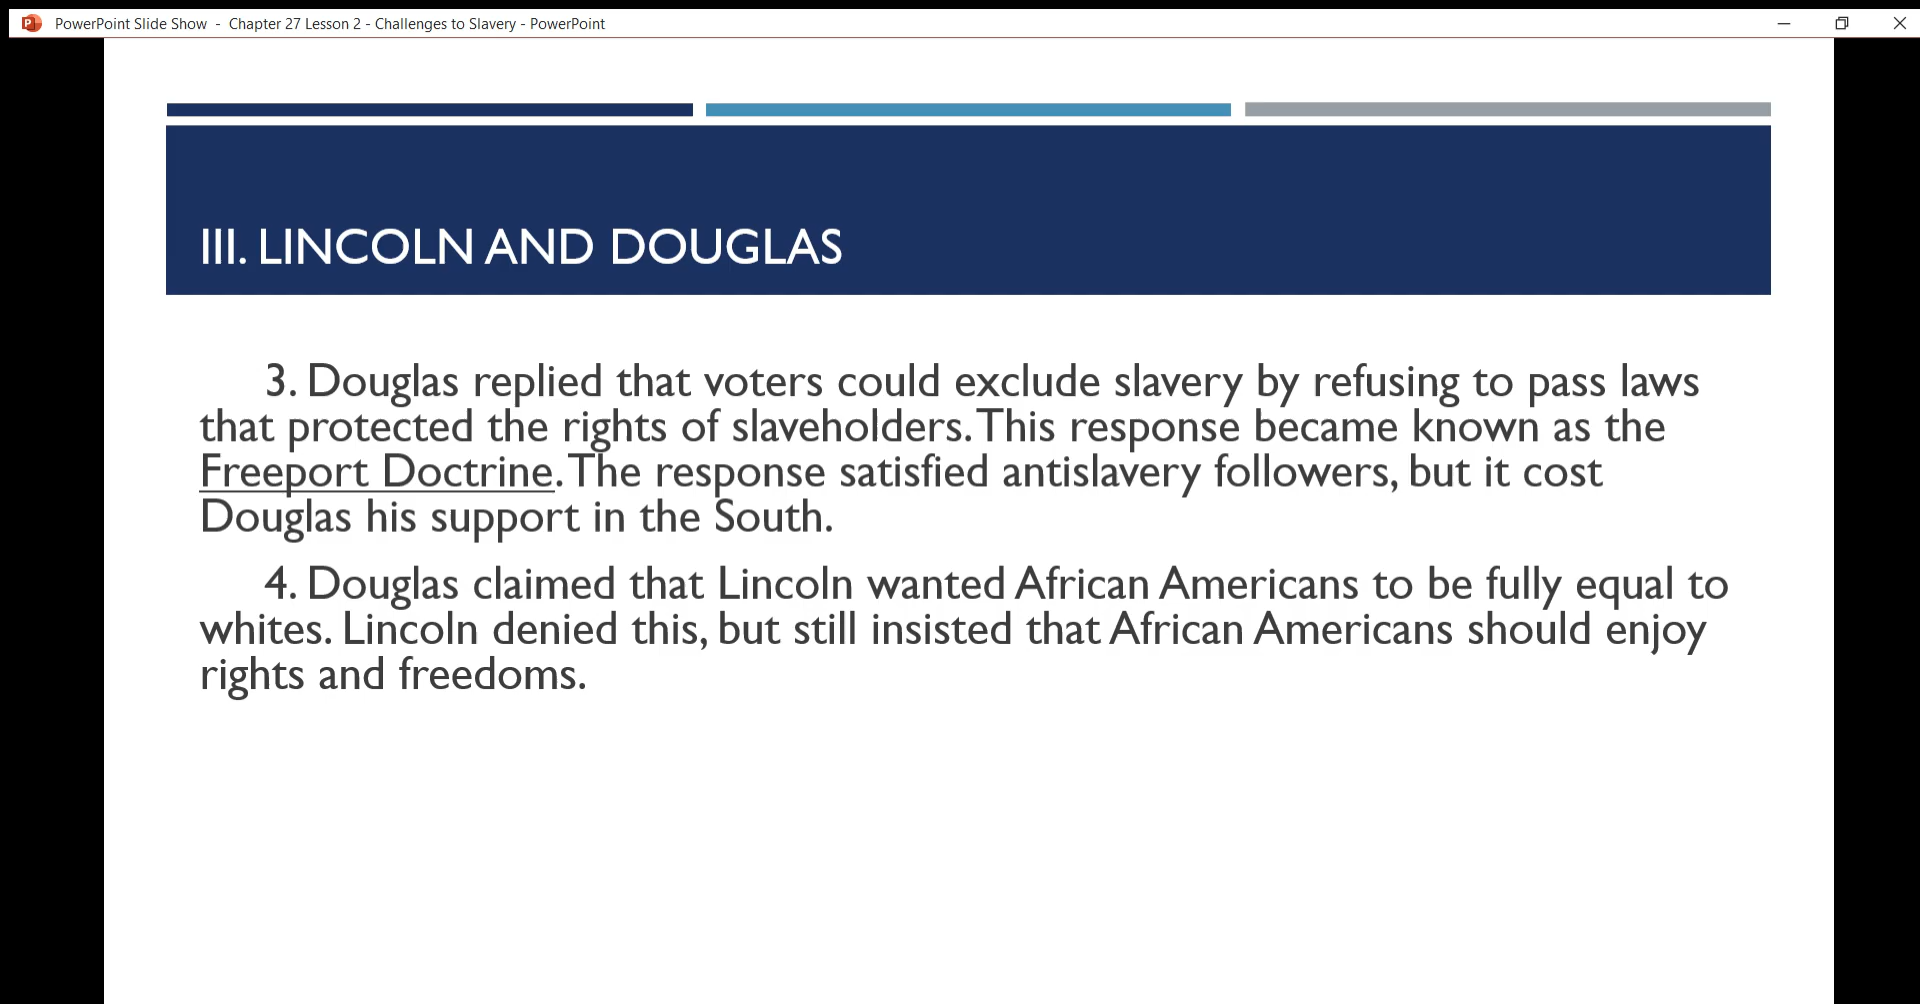 PowerPoint Slide Show - Chapter 27 Lesson 2 - Challenges to Slavery - PowerPoint
III. LINCOLN AND DOUGLAS
3. Douglas replied that voters could exclude slavery by refusing to pass laws
that protected the rights of slaveholders. This response became known as the
Freeport Doctrine. The response satisfied antislavery followers, but it cost
Douglas his support in the South.
4. Douglas claimed that Lincoln wanted African Americans to be fully equal to
whites. Lincoln denied this, but still insisted that African Americans should enjoy
rights and freedoms.